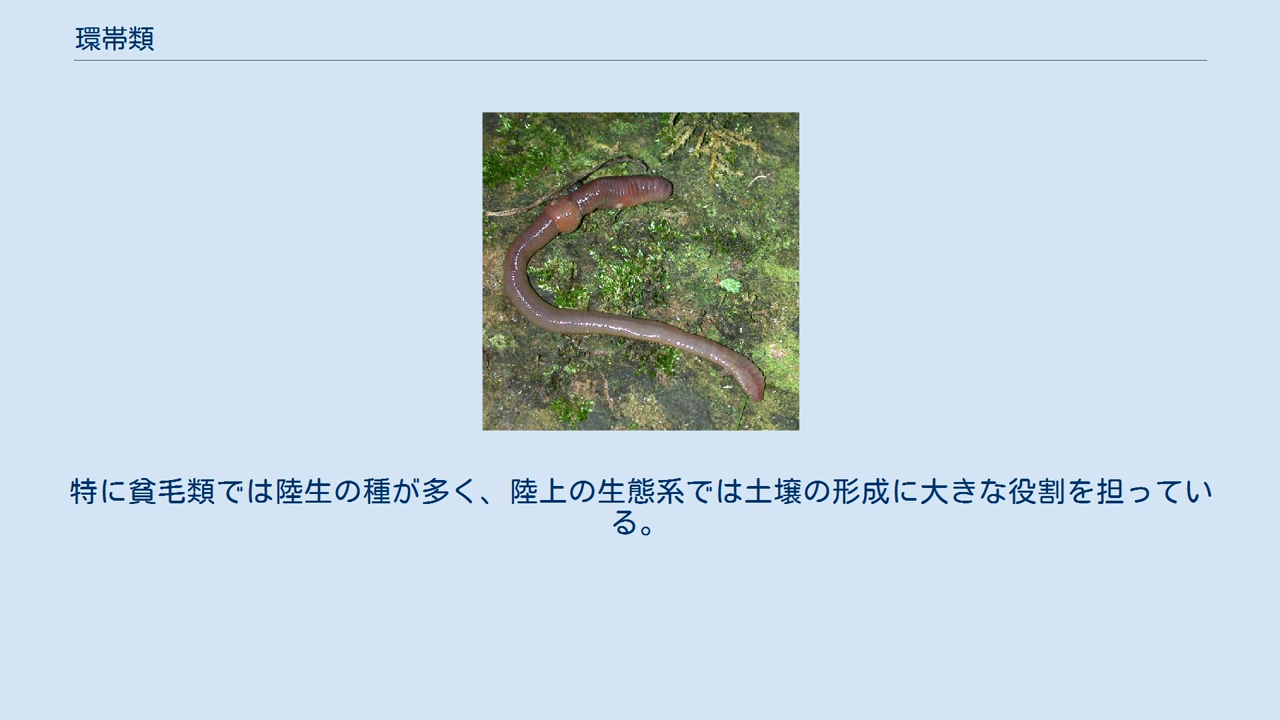 環帯類
特に貧毛類では陸生の種が多く、陸上の生態系では土壌の形成に大きな役割を担ってい
る。